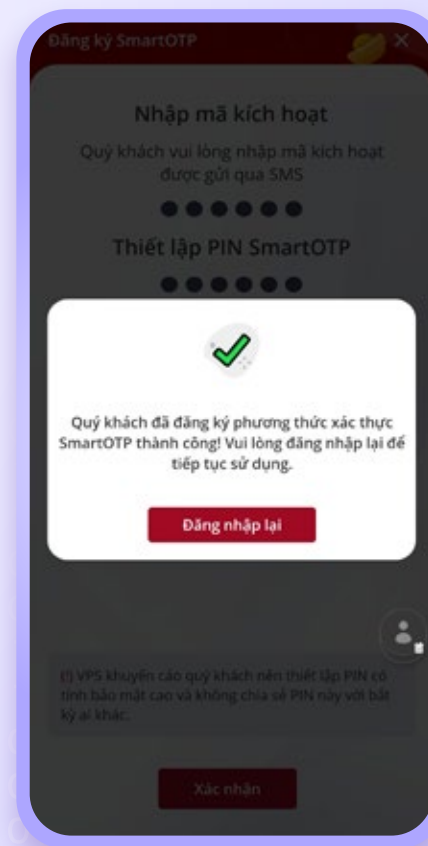 Đăng ký SmartOTP
Nhập mã kích hoạt
Quý khách vui lòng nhập mã kích hoạt
được gửi qua SMS
Thiết lập PIN SmartOTP
Quý khách đã đăng ký phương thức xác thực
SmartOTP thành công! Vui lòng đăng nhập lại để
tiếp tục sử dụng.
Đăng nhập lại
(!) VPS khuyến cáo quý khách nên thiết lập PIN có
tính bảo mật cao và không chia sẻ PIN này với bất
kỳ ai khác.
Xác nhận